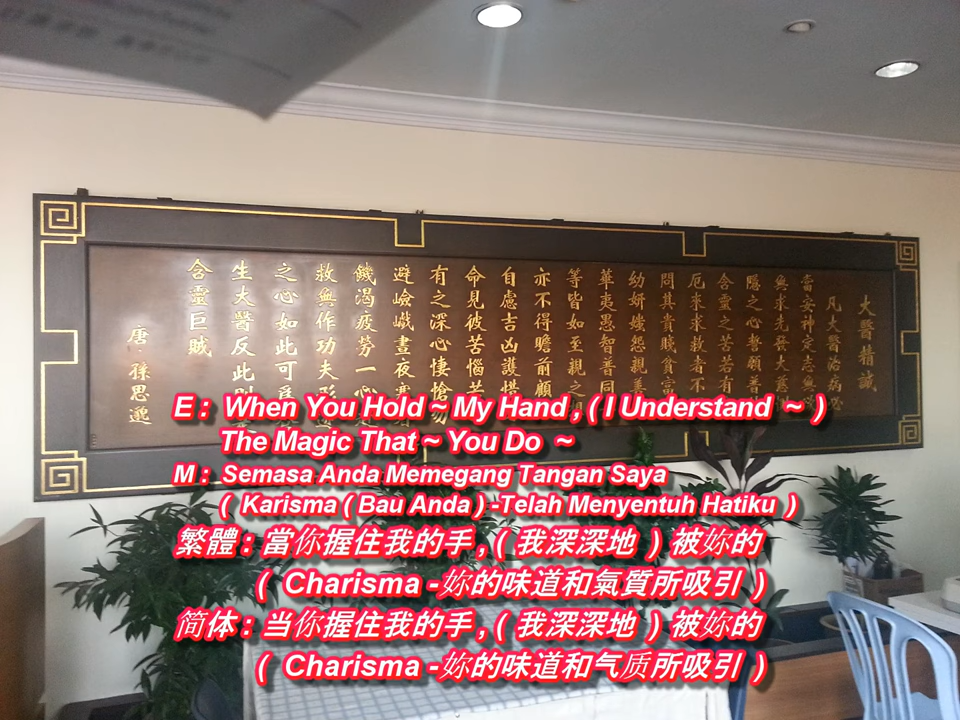 大醫精誠
凡大醫治病必
當安神定志無
無求先發大慈
隱之心誓願普
含靈之苦若有
厄來求救者不
問其貴賤貧富
幼妍媸怨親善
華夷愚智普同
等皆如至親之
亦不得瞻前顧
自慮吉凶護惜
命見彼苦惱若
有之深心悽愴勿
避嶮巇晝夜寒
饑渴疲勞一心
救無作功夫形
之心如此可為
生大醫反此則
含靈巨賊
唐·孫思邈
E : When You Hold ~ My Hand , ( I Understand ~ )
The Magic That ~ You Do ~
M : Semasa Anda Memegang Tangan Saya
( Karisma ( Bau Anda ) -Telah Menyentuh Hatiku )
繁體 : 當你握住我的手 , ( 我深深地 ) 被妳的
( Charisma -妳的味道和氣質所吸引 )
简体 : 当你握住我的手 , ( 我深深地 ) 被妳的
( Charisma -妳的味道和气质所吸引 )